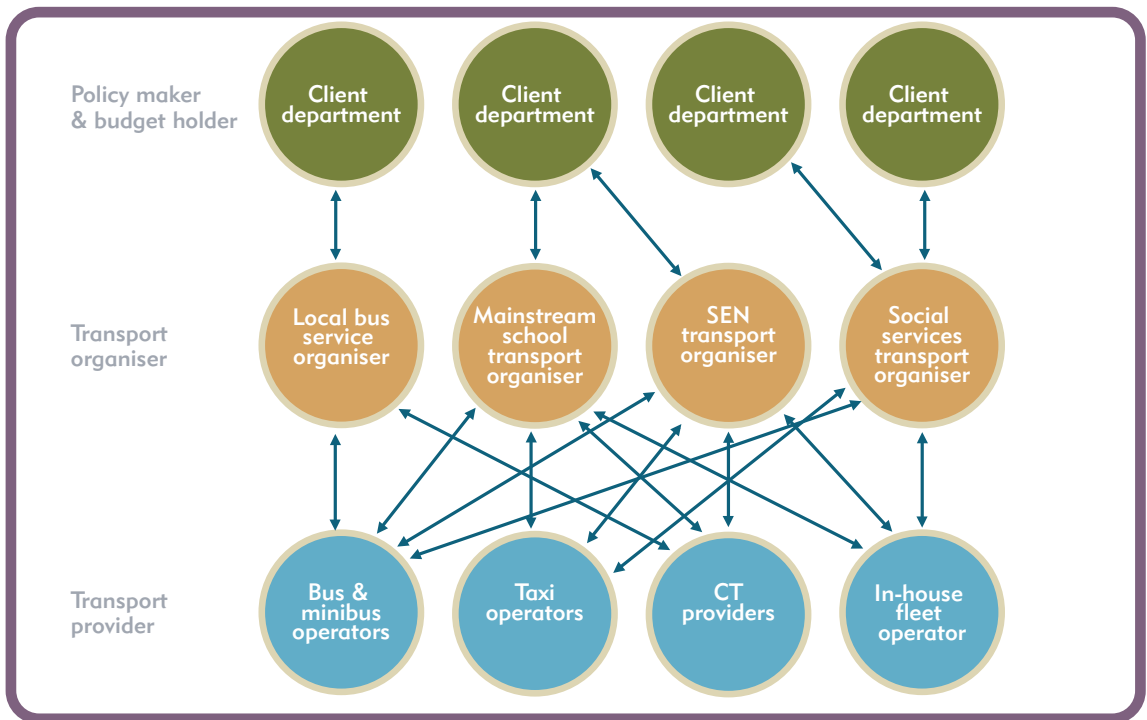 Policy maker
& budget holder
Client
department
Client
department
Client
department
Client
department
Transport
organiser
Local bus
service
organiser
Mainstream
school
transport
organiser
SEN
transport
organiser
Social
services
transport
organiser
Transport
provider
Bus &
minibus
operators
Taxi
operators
CT
providers
In-house
fleet
operator